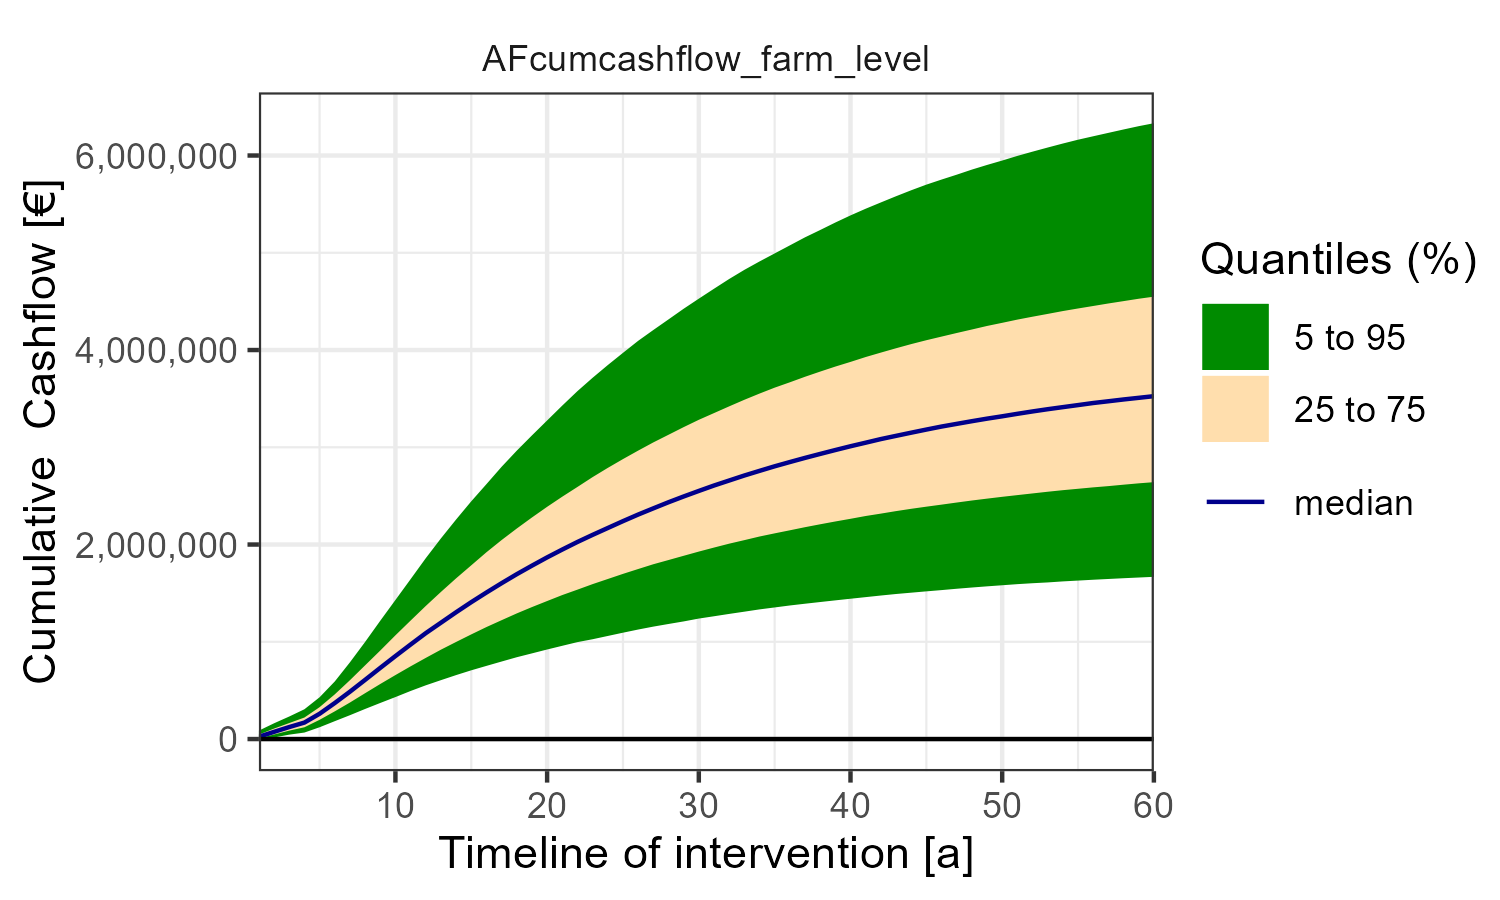 AFcumcashflow_farm_level
Cumulative Cashflow [€]
6,000,000
4,000,000
2,000,000
0
10 20 30 40 50 60
Timeline of intervention [a]
Quantiles (%)
5 to 95
25 to 75
median